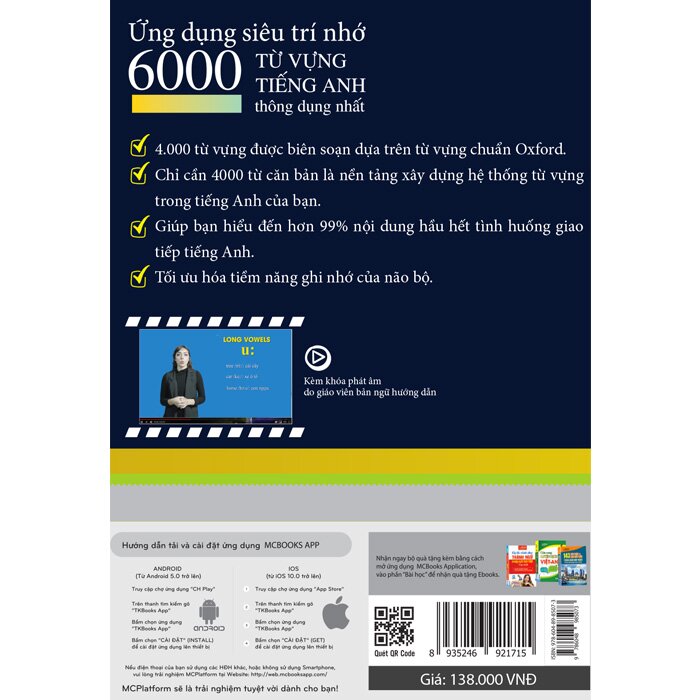 Ứng dụng siêu trí nhớ
6000 TỪ VỰNG
TIẾNG ANH
thông dụng nhất
4.000 từ vựng được biên soạn dựa trên từ vựng chuẩn Oxford.
Chỉ cần 4000 từ căn bản là nền tảng xây dựng hệ thống từ vựng
trong tiếng Anh của bạn.
Giúp bạn hiểu đến hơn 99% nội dung hầu hết tình huống giao
tiếp tiếng Anh.
Tối ưu hóa tiềm năng ghi nhớ của não bộ.
LONG VOWELS
u:
Kèm khóa phát âm
do giáo viên bản ngữ hướng dẫn
Hướng dẫn tải và cài đặt ứng dụng MCBOOKS APP
ANDROID
(Từ Android 5.0 trở lên)
Truy cập chợ ứng dụng "CH Play"
Trên thanh tìm kiếm gõ
"TKBooks App"
Bấm chọn ứng dụng
"TKBooks App"
Bấm chọn "CÀI ĐẶT" (INSTALL)
để cài đặt ứng dụng lên thiết bị
ANDROID
IOS
(từ iOS 10.0 trở lên)
Truy cập chợ ứng dụng "App Store"
Trên thanh tìm kiếm gõ
"TKBooks App"
Bấm chọn ứng dụng
"TKBooks App"
Bấm chọn "CÀI ĐẶT" (GET)
để cài đặt ứng dụng lên thiết bị
Nếu điện thoại của bạn sử dụng các HĐH khác, hoặc không sử dụng Smartphone,
vui lòng trải nghiệm MCPlatform tại Website: http://web.mcbooksapp.com/
MCPlatform sẽ là trải nghiệm tuyệt vời dành cho bạn!
Nhận ngay bộ quà tặng kèm bằng cách
mở ứng dụng MCBooks Application,
vào phần "Bài học" để nhận quà tặng Ebooks.
Quét QR Code
8 935246 921715
ISBN: 978-604-89-8507-3
9 786048 985073
Giá: 138.000 VNĐ